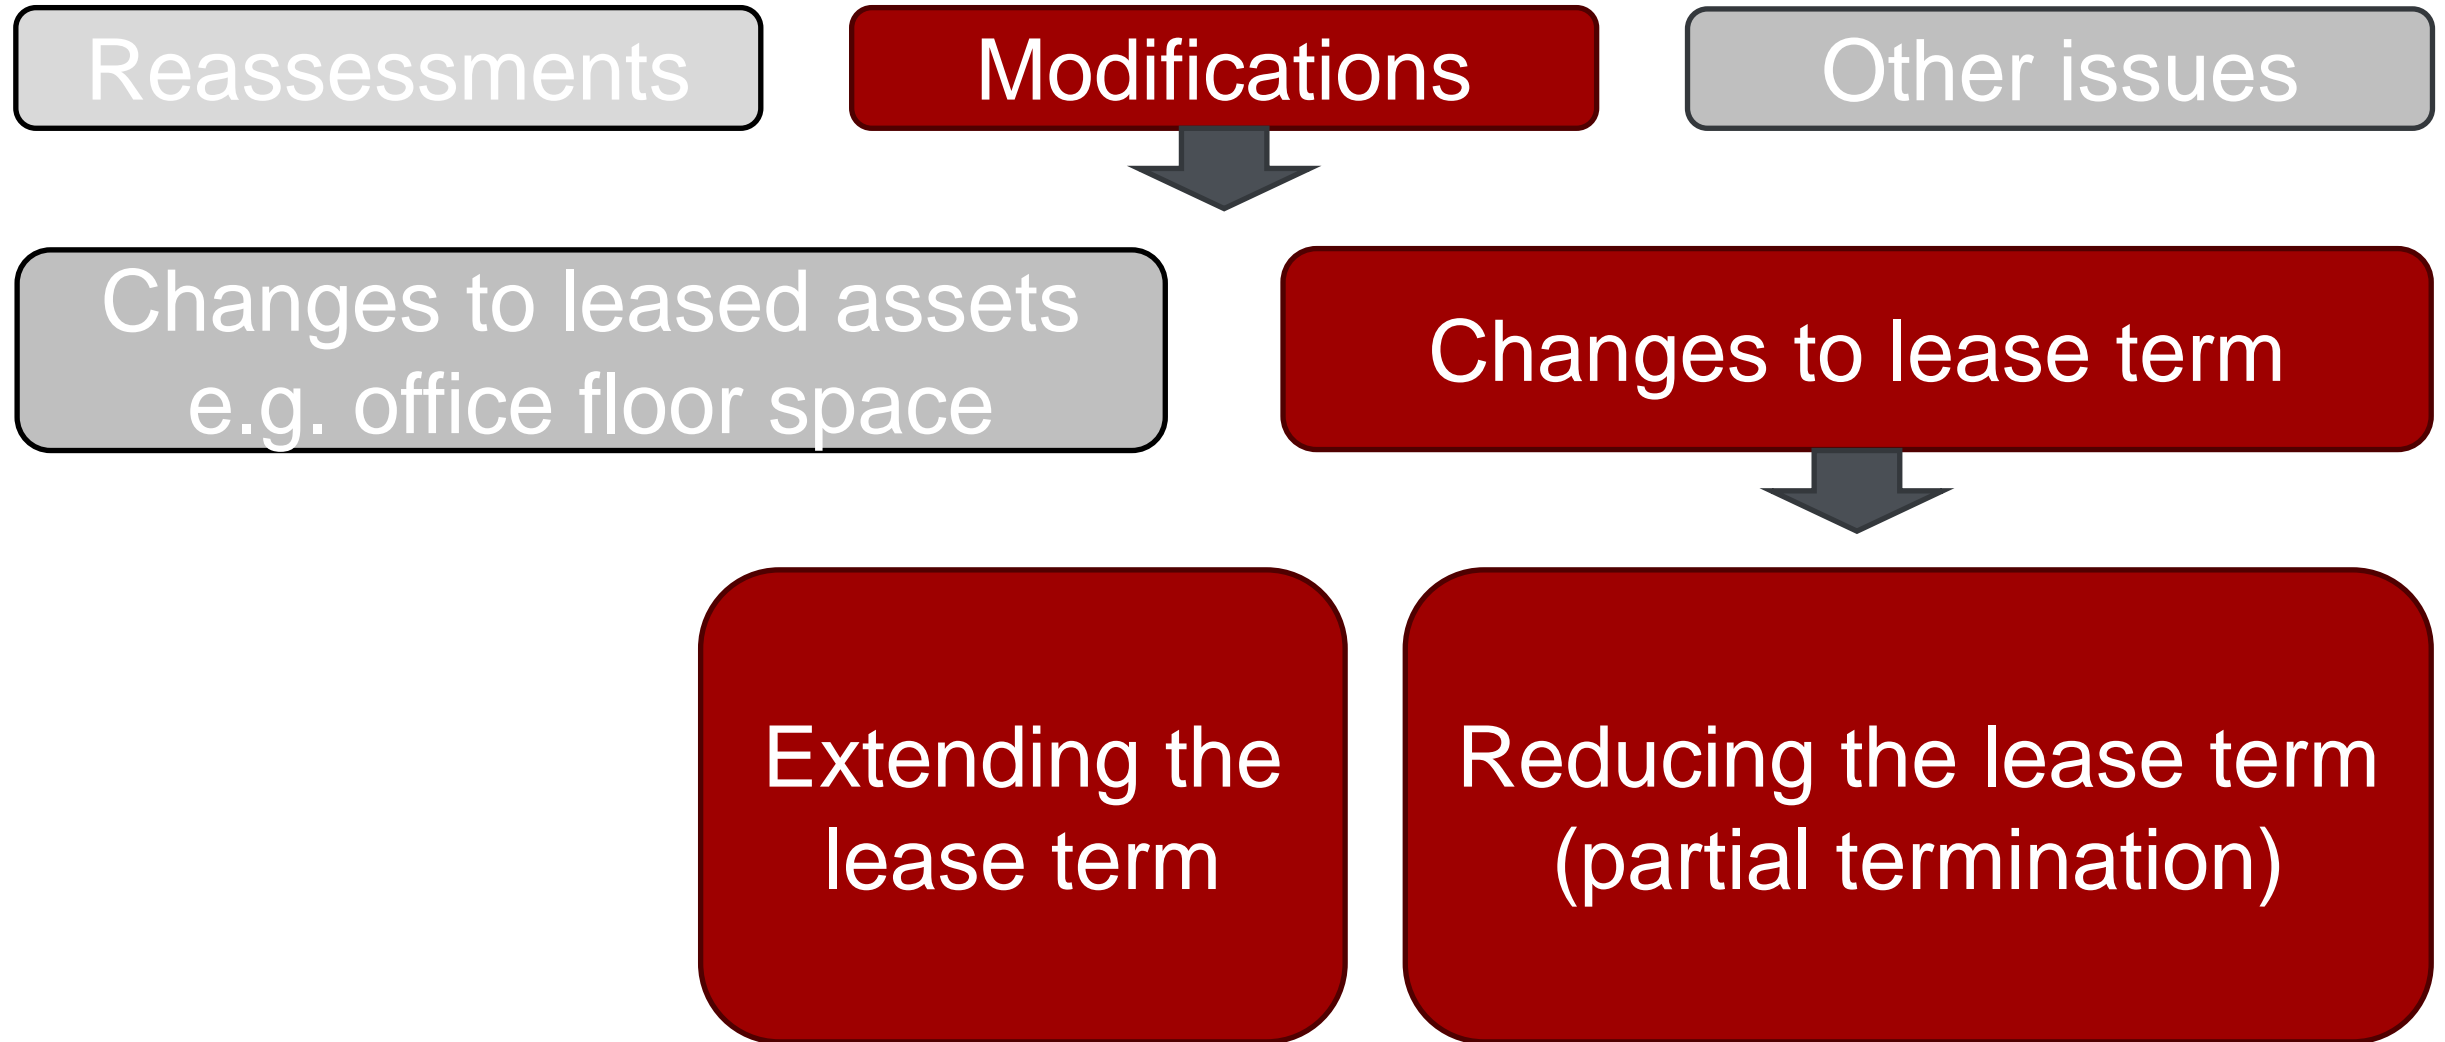 Reassessments
Modifications
Other issues
Changes to leased assets
e.g. office floor space
Changes to lease term
Extending the
lease term
Reducing the lease term
(partial termination)